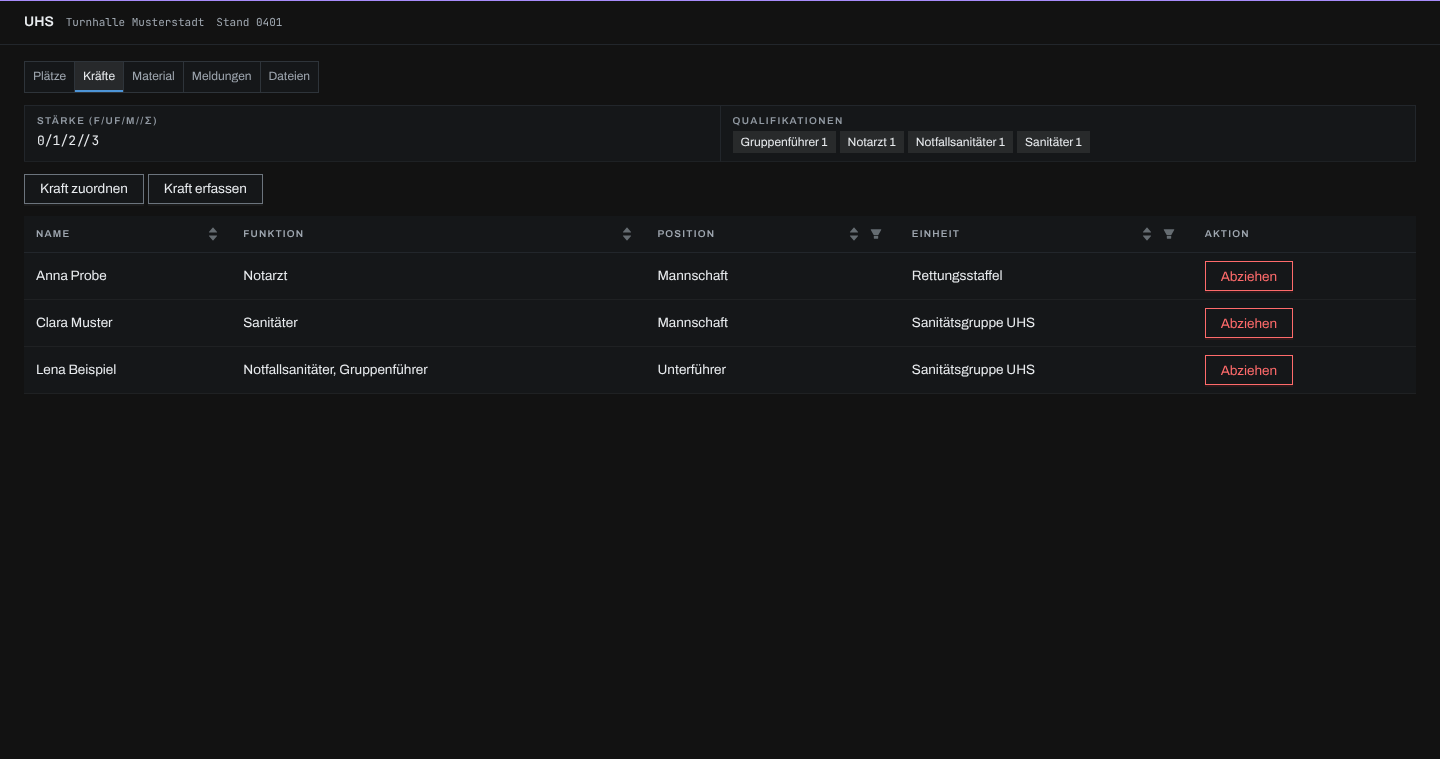 UHS Turnhalle Musterstadt Stand 0401
Plätze Kräfte Material Meldungen Dateien
STÄRKE (F/UF/M//Σ) QUALIFIKATIONEN
0/1/2//3 Gruppenführer 1 Notarzt 1 Notfallsanitäter 1 Sanitäter 1
Kraft zuordnen Kraft erfassen
NAME FUNKTION POSITION EINHEIT AKTION
Anna Probe Notarzt Mannschaft Rettungsstaffel Abziehen
Clara Muster Sanitäter Mannschaft Sanitätsgruppe UHS Abziehen
Lena Beispiel Notfallsanitäter, Gruppenführer Unterführer Sanitätsgruppe UHS Abziehen